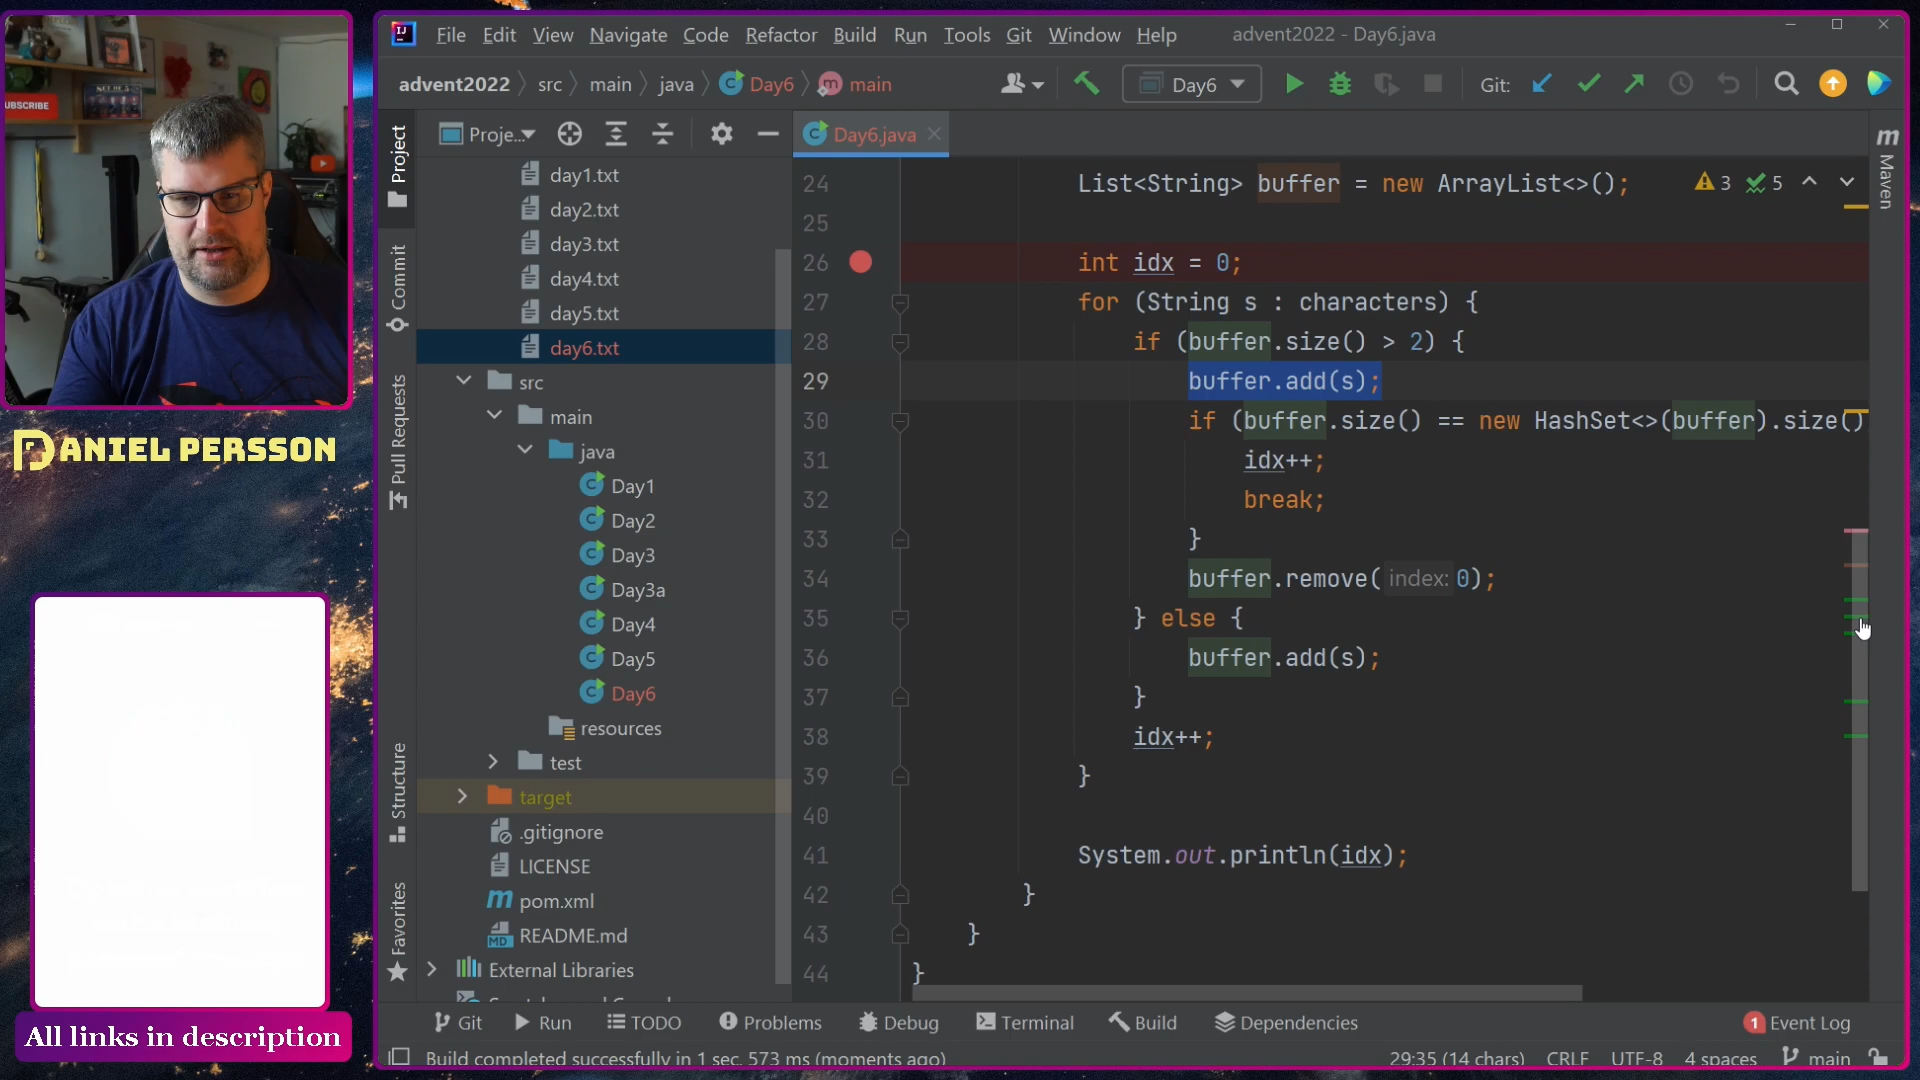 File Edit View Navigate Code Refactor Build Run Tools Git Window Help advent2022 - Day6.java
advent2022 src main java Day6 main Day6 Git:
Proje... Day6.java
Project
Commit
Pull Requests
Structure
Favorites
SUBSCRIBE
DANIEL PERSSON
All links in description
day1.txt
day2.txt
day3.txt
day4.txt
day5.txt
day6.txt
src
main
java
Day1
Day2
Day3
Day3a
Day4
Day5
Day6
resources
test
target
.gitignore
LICENSE
pom.xml
README.md
External Libraries
24 List<String> buffer = new ArrayList<>(); 3 5
25
26 int idx = 0;
27 for (String s : characters) {
28 if (buffer.size() > 2) {
29 buffer.add(s);
30 if (buffer.size() == new HashSet<>(buffer).size()
31 idx++;
32 break;
33 }
34 buffer.remove( index: 0);
35 } else {
36 buffer.add(s);
37 }
38 idx++;
39 }
40
41 System.out.println(idx);
42 }
43 }
44 }
m Maven
Git Run TODO Problems Debug Terminal Build Dependencies 1 Event Log
Build completed successfully in 1 sec, 573 ms (moments ago) 29:35 (14 chars) CRLF UTF-8 4 spaces main